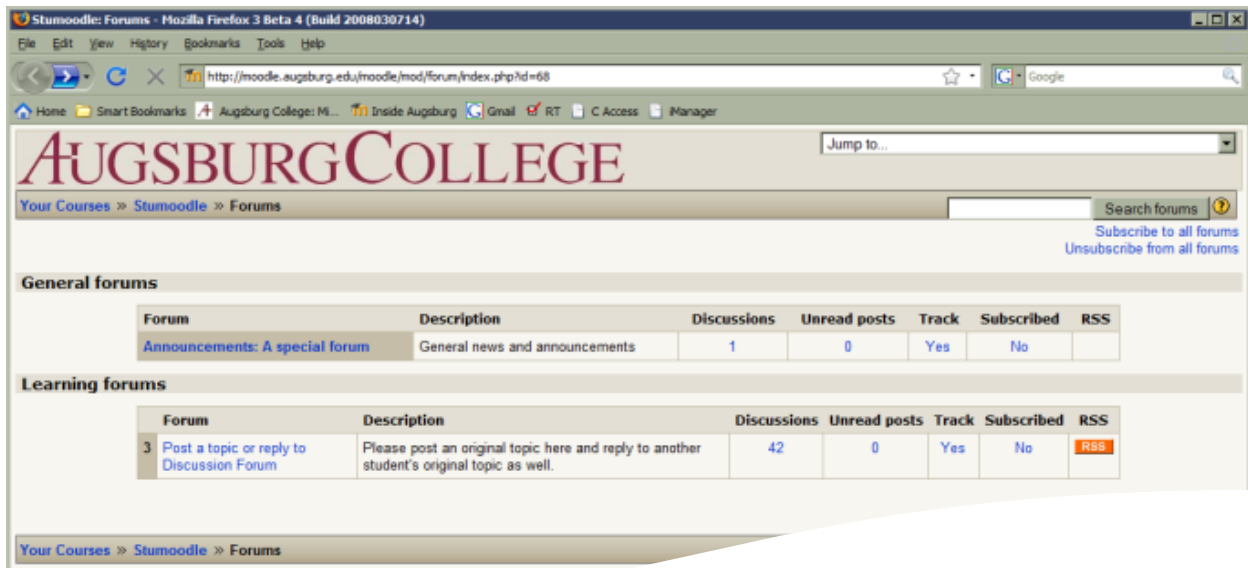 Stumoodle: Forums - Mozilla Firefox 3 Beta 4 (Build 2008030714)
File Edit View History Bookmarks Tools Help
http://moodle.augsburg.edu/moodle/mod/forum/index.php?id=68 Google
Home Smart Bookmarks Augsburg College: M... Inside Augsburg Gmail RT C Access iManager
AUGSBURG COLLEGE Jump to...
Your Courses » Stumoodle » Forums Search forums ?
Subscribe to all forums
Unsubscribe from all forums
General forums
Forum Description Discussions Unread posts Track Subscribed RSS
Announcements: A special forum General news and announcements 1 0 Yes No
Learning forums
Forum Description Discussions Unread posts Track Subscribed RSS
3 Post a topic or reply to Please post an original topic here and reply to another 42 0 Yes No RSS
Discussion Forum student's original topic as well.
Your Courses » Stumoodle » Forums